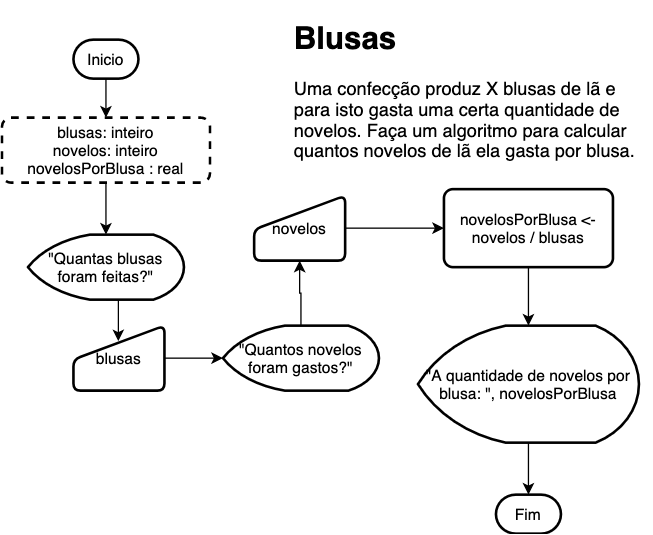 Blusas
Uma confecção produz X blusas de lã e
para isto gasta uma certa quantidade de
novelos. Faça um algoritmo para calcular
quantos novelos de lã ela gasta por blusa.
Inicio
blusas: inteiro
novelos: inteiro
novelosPorBlusa : real
"Quantas blusas
foram feitas?"
blusas
"Quantos novelos
foram gastos?"
novelos
novelosPorBlusa <-
novelos / blusas
"A quantidade de novelos por
blusa: ", novelosPorBlusa
Fim